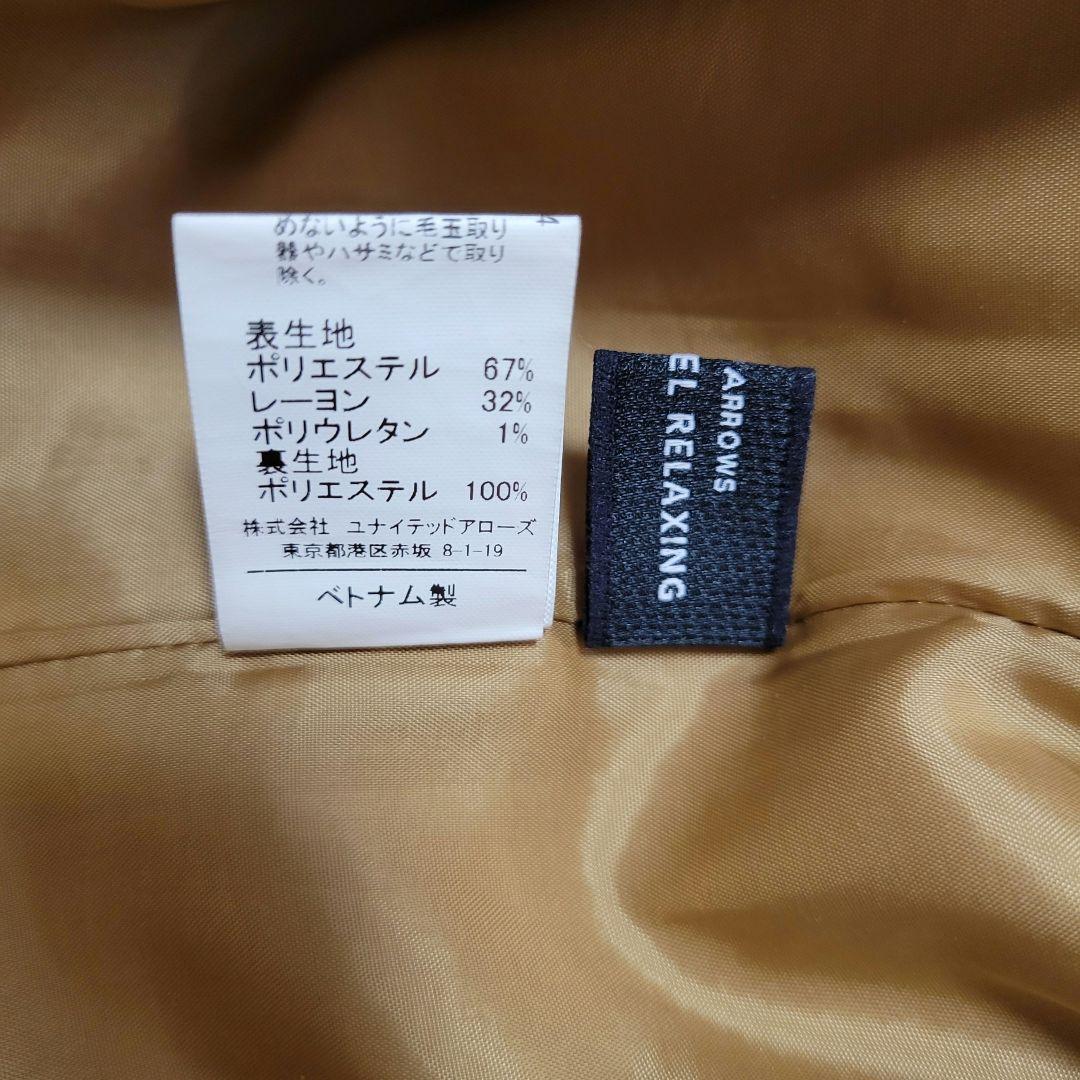 めないように毛玉取り
器やハサミなどで取り
除く。
4
表生地
ポリエステル 67%
レーヨン 32%
ポリウレタン 1%
裏生地
ポリエステル 100%
株式会社 ユナイテッドアローズ
東京都港区赤坂 8-1-19
ベトナム製
ARROWS
EL RELAXING